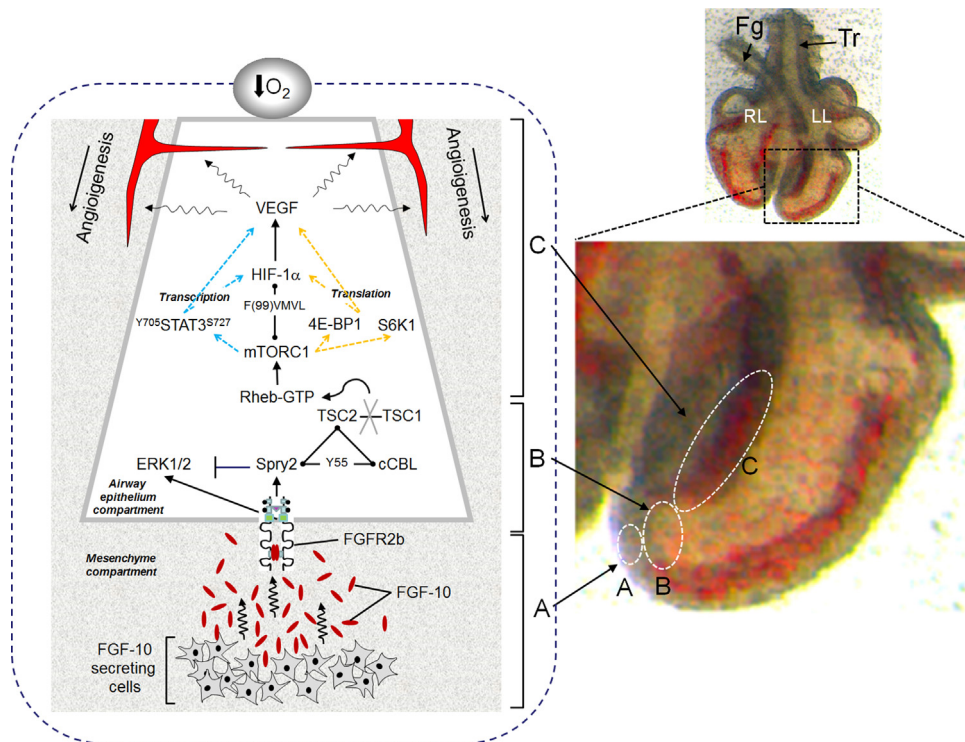 O2
Angioigenesis
Angioigenesis
VEGF
HIF-1α
Transcription
Translation
F(99)VMVL
Y705STAT3S727
4E-BP1
S6K1
mTORC1
Rheb-GTP
TSC2
TSC1
ERK1/2
Spry2
Y55
cCBL
Airway
epithelium
compartment
FGFR2b
Mesenchyme
compartment
FGF-10
FGF-10
secreting
cells
C
B
A
Fg
Tr
RL
LL
C
A
B